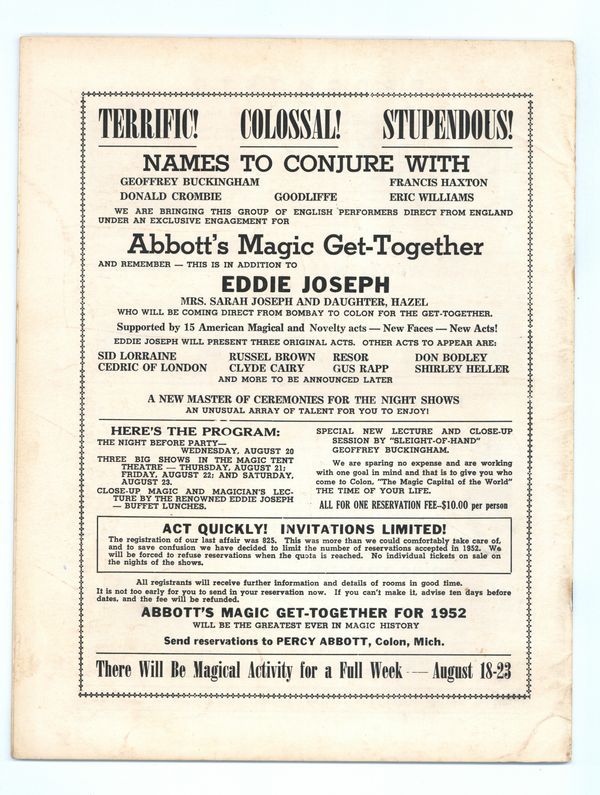 TERRIFIC! COLOSSAL! STUPENDOUS!
NAMES TO CONJURE WITH
GEOFFREY BUCKINGHAM FRANCIS HAXTON
DONALD CROMBIE GOODLIFFE ERIC WILLIAMS
WE ARE BRINGING THIS GROUP OF ENGLISH PERFORMERS DIRECT FROM ENGLAND
UNDER AN EXCLUSIVE ENGAGEMENT FOR
Abbott's Magic Get-Together
AND REMEMBER — THIS IS IN ADDITION TO
EDDIE JOSEPH
MRS. SARAH JOSEPH AND DAUGHTER, HAZEL
WHO WILL BE COMING DIRECT FROM BOMBAY TO COLON FOR THE GET-TOGETHER.
Supported by 15 American Magical and Novelty acts — New Faces — New Acts!
EDDIE JOSEPH WILL PRESENT THREE ORIGINAL ACTS. OTHER ACTS TO APPEAR ARE:
SID LORRAINE RUSSEL BROWN RESOR DON BODLEY
CEDRIC OF LONDON CLYDE CAIRY GUS RAPP SHIRLEY HELLER
AND MORE TO BE ANNOUNCED LATER
A NEW MASTER OF CEREMONIES FOR THE NIGHT SHOWS
AN UNUSUAL ARRAY OF TALENT FOR YOU TO ENJOY!
HERE'S THE PROGRAM:
THE NIGHT BEFORE PARTY—
WEDNESDAY, AUGUST 20
THREE BIG SHOWS IN THE MAGIC TENT
THEATRE — THURSDAY, AUGUST 21;
FRIDAY, AUGUST 22; AND SATURDAY,
AUGUST 23.
CLOSE-UP MAGIC AND MAGICIAN'S LEC-
TURE BY THE RENOWNED EDDIE JOSEPH
— BUFFET LUNCHES.
SPECIAL NEW LECTURE AND CLOSE-UP
SESSION BY "SLEIGHT-OF-HAND"
GEOFFREY BUCKINGHAM.
We are sparing no expense and are working
with one goal in mind and that is to give you who
come to Colon, "The Magic Capital of the World"
THE TIME OF YOUR LIFE.
ALL FOR ONE RESERVATION FEE—$10.00 per person
ACT QUICKLY! INVITATIONS LIMITED!
The registration of our last affair was 825. This was more than we could comfortably take care of,
and to save confusion we have decided to limit the number of reservations accepted in 1952. We
will be forced to refuse reservations when the quota is reached. No individual tickets on sale on
the nights of the shows.
All registrants will receive further information and details of rooms in good time.
It is not too early for you to send in your reservation now. If you can't make it, advise ten days before
dates, and the fee will be refunded.
ABBOTT'S MAGIC GET-TOGETHER FOR 1952
WILL BE THE GREATEST EVER IN MAGIC HISTORY
Send reservations to PERCY ABBOTT, Colon, Mich.
There Will Be Magical Activity for a Full Week — August 18-23